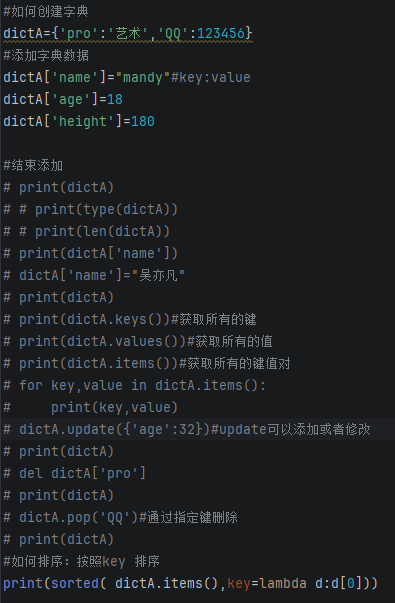 #如何创建字典
dictA={'pro':'艺术','QQ':123456}
#添加字典数据
dictA['name']="mandy"#key:value
dictA['age']=18
dictA['height']=180
#结束添加
# print(dictA)
# # print(type(dictA))
# # print(len(dictA))
# print(dictA['name'])
# dictA['name']="吴亦凡"
# print(dictA)
# print(dictA.keys())#获取所有的键
# print(dictA.values())#获取所有的值
# print(dictA.items())#获取所有的键值对
# for key,value in dictA.items():
#     print(key,value)
# dictA.update({'age':32})#update可以添加或者修改
# print(dictA)
# del dictA['pro']
# print(dictA)
# dictA.pop('QQ')#通过指定键删除
# print(dictA)
#如何排序：按照key 排序
print(sorted( dictA.items(),key=lambda d:d[0]))